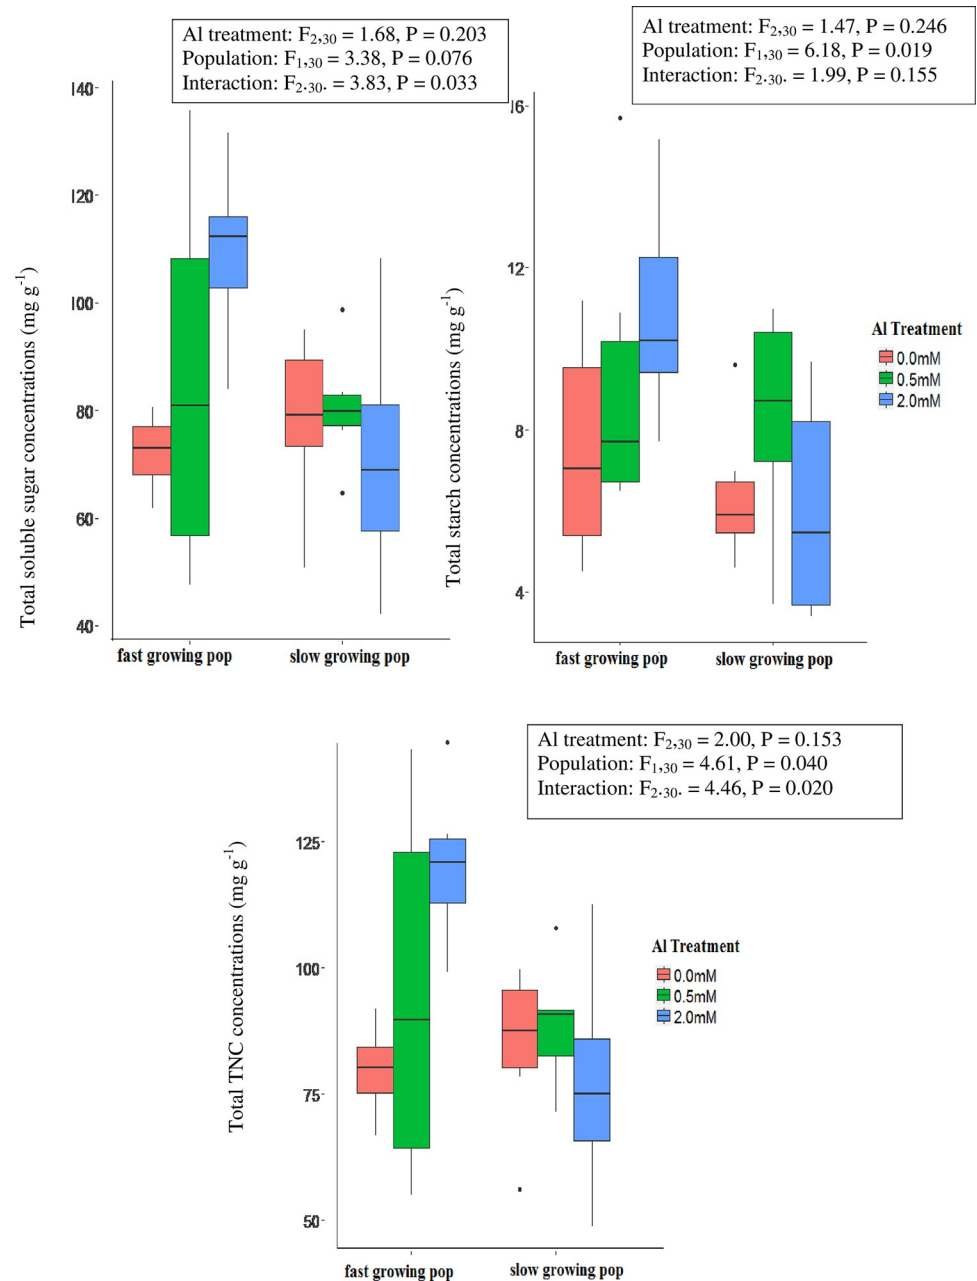 Al treatment: F2,30 = 1.68, P = 0.203
Population: F1,30 = 3.38, P = 0.076
Interaction: F2.30. = 3.83, P = 0.033
140
120
100
80
60
40
Total soluble sugar concentrations (mg g-1)
fast growing pop
slow growing pop
Al treatment: F2,30 = 1.47, P = 0.246
Population: F1,30 = 6.18, P = 0.019
Interaction: F2.30. = 1.99, P = 0.155
16
12
8
4
Total starch concentrations (mg g-1)
fast growing pop
slow growing pop
Al Treatment
0.0mM
0.5mM
2.0mM
Al treatment: F2,30 = 2.00, P = 0.153
Population: F1,30 = 4.61, P = 0.040
Interaction: F2.30. = 4.46, P = 0.020
125
100
75
50
Total TNC concentrations (mg g-1)
fast growing pop
slow growing pop
Al Treatment
0.0mM
0.5mM
2.0mM